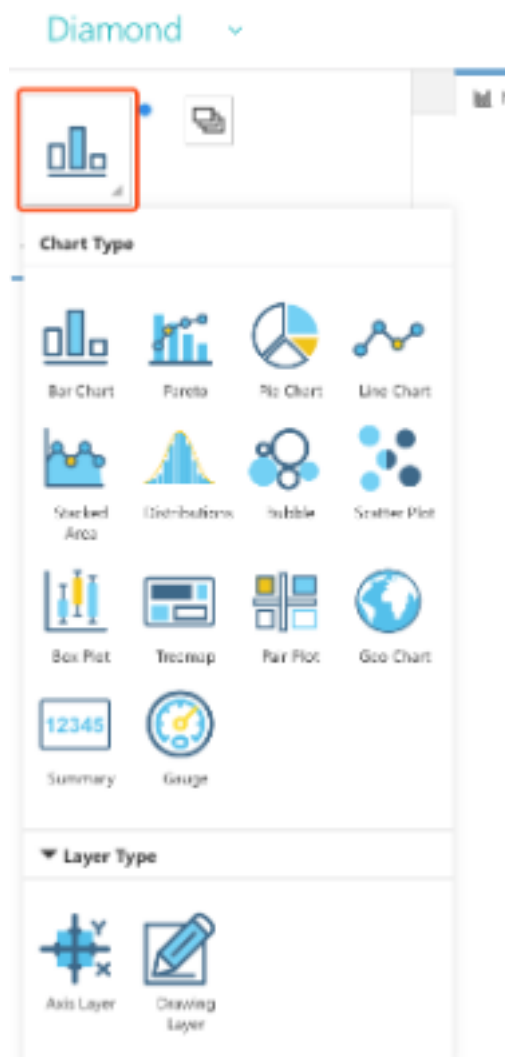 Diamond
Chart Type
Bar Chart
Pareto
Pie Chart
Line Chart
Stacked
Area
Distributions
Bubble
Scatter Plot
Box Plot
Treemap
Pair Plot
Geo Chart
12345
Summary
Gauge
Layer Type
Y
X
Axis Layer
Drawing
Layer